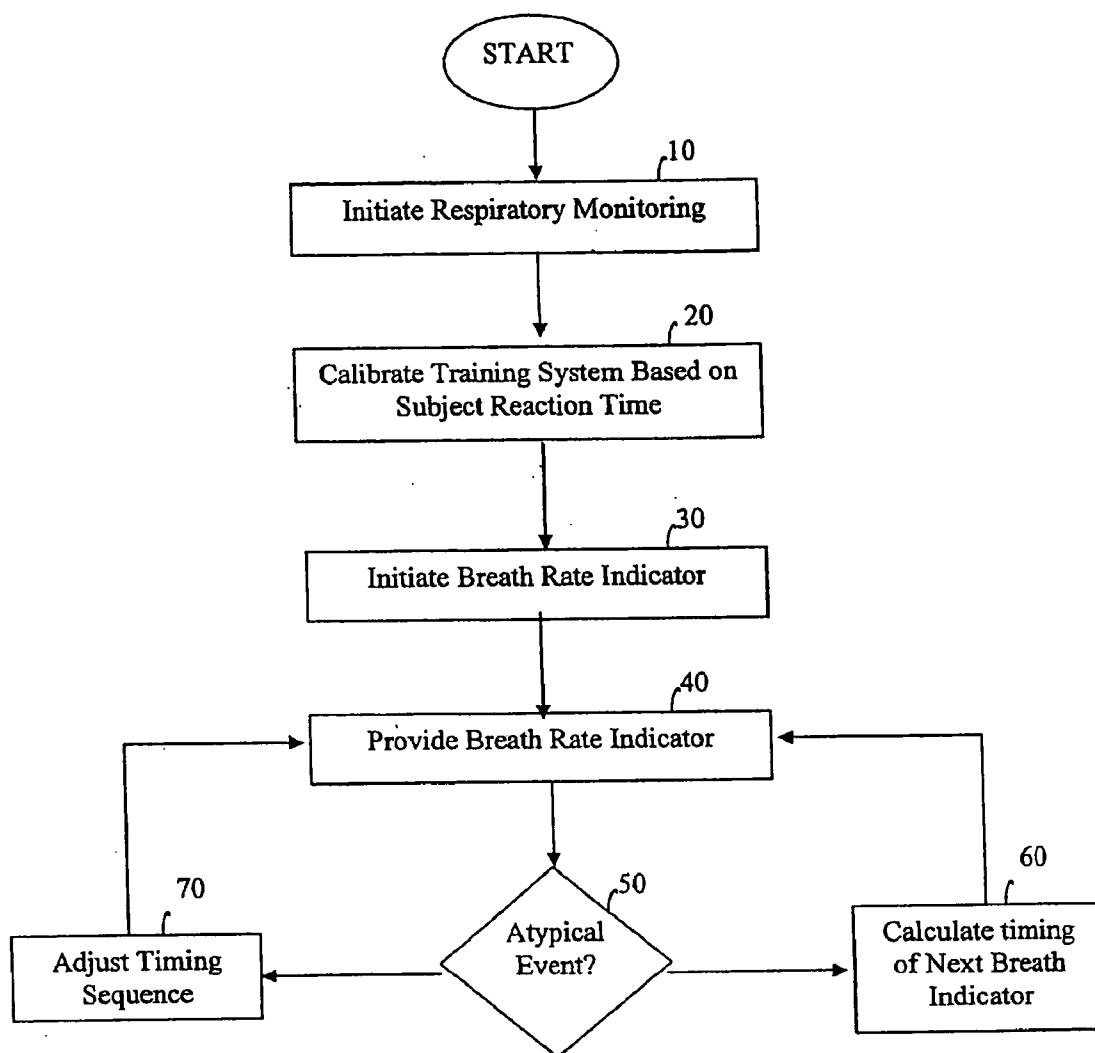 START
10
Initiate Respiratory Monitoring
20
Calibrate Training System Based on
Subject Reaction Time
30
Initiate Breath Rate Indicator
40
Provide Breath Rate Indicator
50
Atypical
Event?
70
Adjust Timing
Sequence
60
Calculate timing
of Next Breath
Indicator